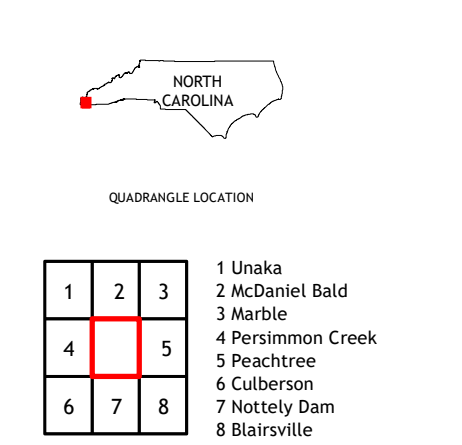 NORTH
CAROLINA
QUADRANGLE LOCATION
1 2 3
4 5
6 7 8
1 Unaka
2 McDaniel Bald
3 Marble
4 Persimmon Creek
5 Peachtree
6 Culberson
7 Nottely Dam
8 Blairsville